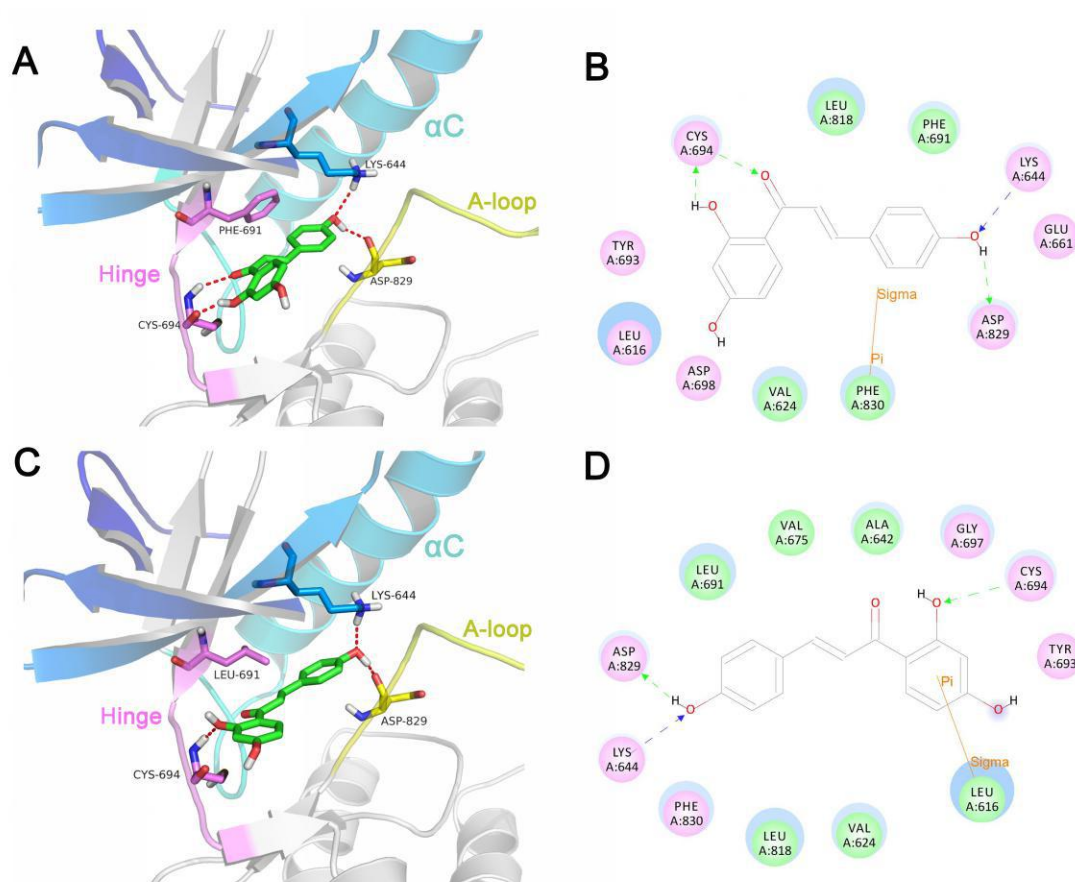 A
αC
LYS-644
A-loop
PHE-691
Hinge
ASP-829
CYS-694
B
LEU
A:818
PHE
A:691
CYS
A:694
LYS
A:644
O
H
O
TYR
A:693
O
H
GLU
A:661
Sigma
LEU
A:616
ASP
A:829
O
H
ASP
A:698
Pi
VAL
A:624
PHE
A:830
C
αC
LYS-644
A-loop
LEU-691
Hinge
ASP-829
CYS-694
D
VAL
A:675
ALA
A:642
GLY
A:697
LEU
A:691
CYS
A:694
O
H
O
ASP
A:829
TYR
A:693
H
O
Pi
O
H
LYS
A:644
Sigma
PHE
A:830
LEU
A:616
LEU
A:818
VAL
A:624